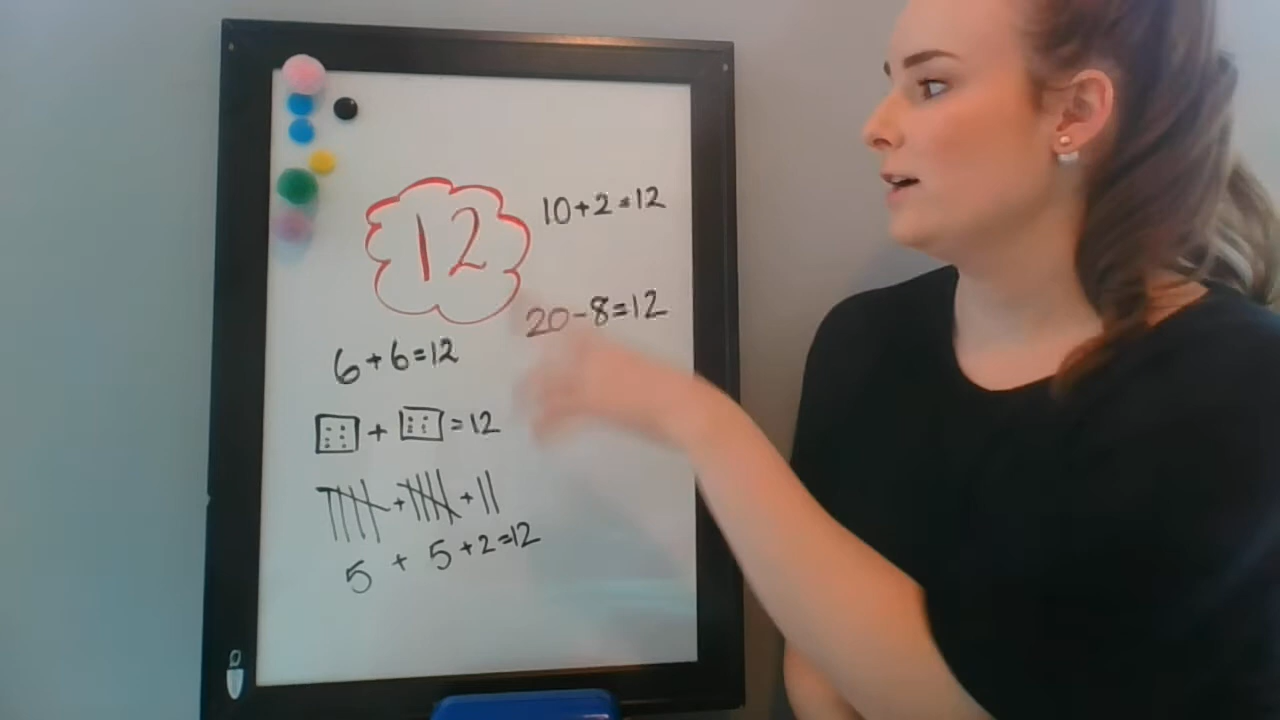 12
10+2=12
20-8=12
6+6=12
+ = 12
+ +
5 + 5+2=12